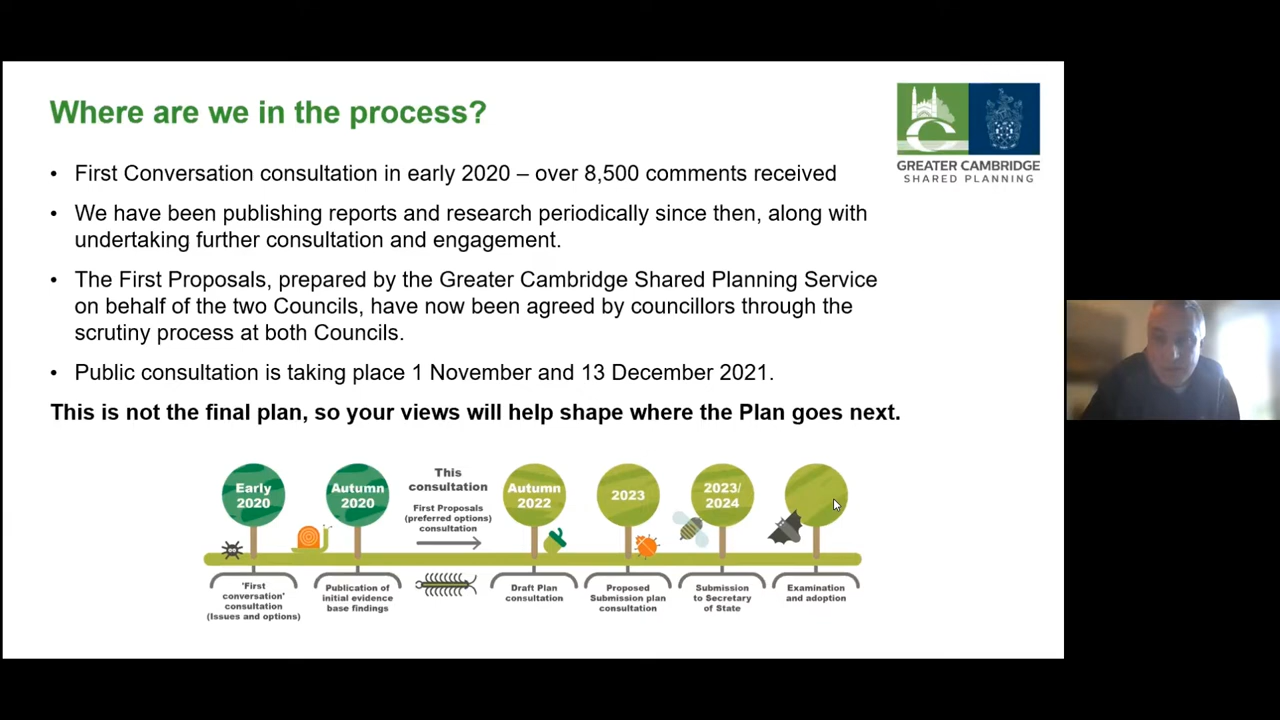 Where are we in the process?
GREATER CAMBRIDGE
SHARED PLANNING
• First Conversation consultation in early 2020 – over 8,500 comments received
• We have been publishing reports and research periodically since then, along with
undertaking further consultation and engagement.
• The First Proposals, prepared by the Greater Cambridge Shared Planning Service
on behalf of the two Councils, have now been agreed by councillors through the
scrutiny process at both Councils.
• Public consultation is taking place 1 November and 13 December 2021.
This is not the final plan, so your views will help shape where the Plan goes next.
Early
2020
'First
conversation'
consultation
(Issues and options)
Autumn
2020
Publication of
initial evidence
base findings
This
consultation
First Proposals
(preferred options)
consultation
Autumn
2022
Draft Plan
consultation
2023
Proposed
Submission plan
consultation
2023/
2024
Submission
to Secretary
of State
Examination
and adoption